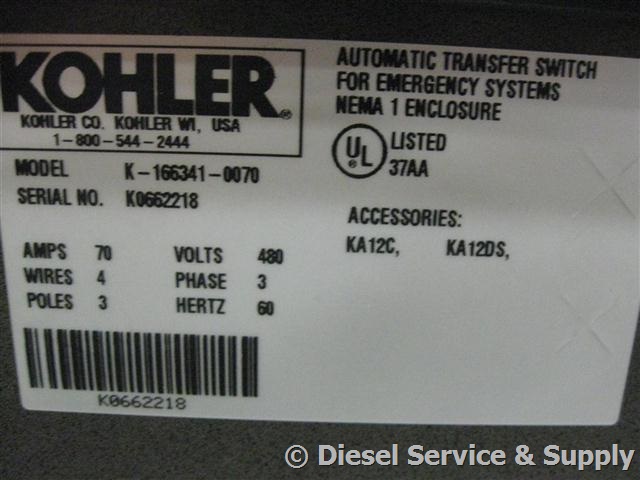 KOHLER®
KOHLER CO. KOHLER WI, USA
1-800-544-2444
MODEL K-166341-0070
SERIAL NO. K0662218
AMPS 70 VOLTS 480
WIRES 4 PHASE 3
POLES 3 HERTZ 60
K0662218
AUTOMATIC TRANSFER SWITCH
FOR EMERGENCY SYSTEMS
NEMA 1 ENCLOSURE
UL LISTED
37AA
ACCESSORIES:
KA12C, KA12DS,
© Diesel Service & Supply